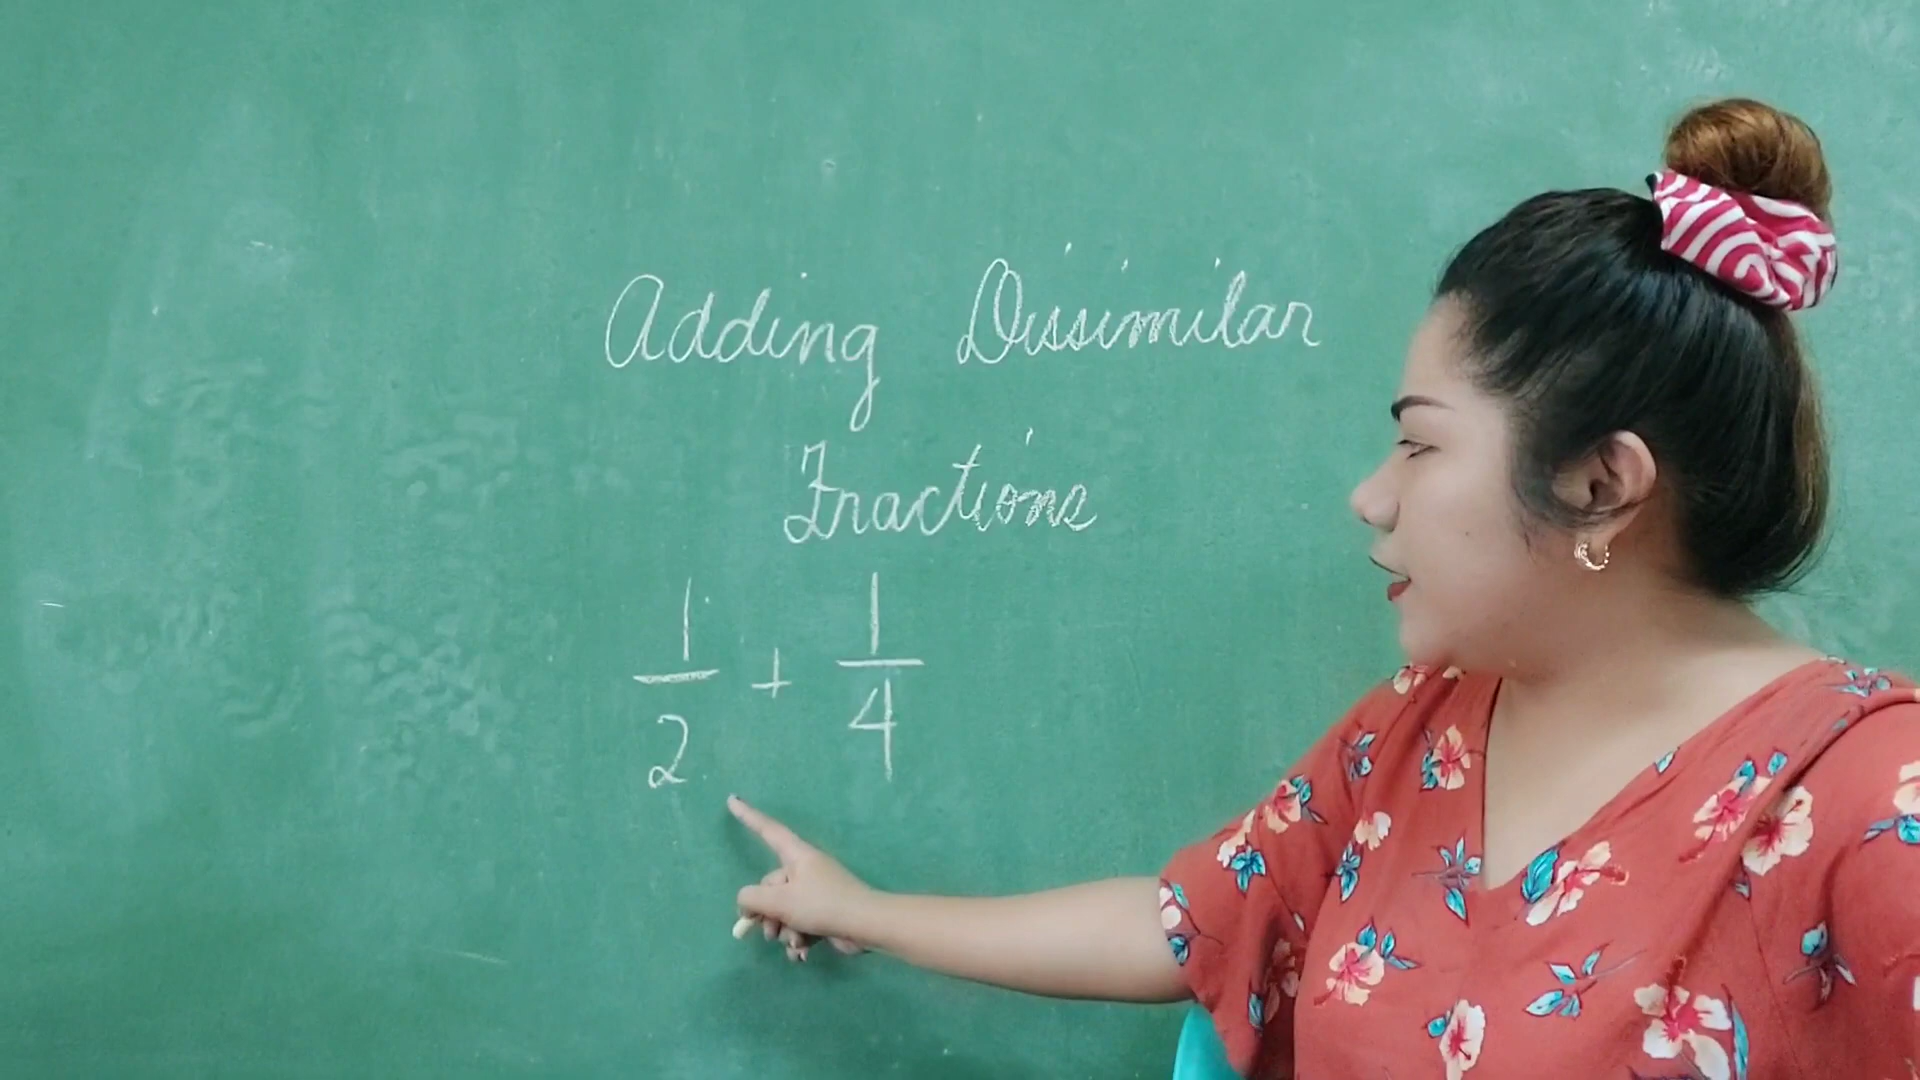 Adding Dissimilar
Fractions
1/2 + 1/4